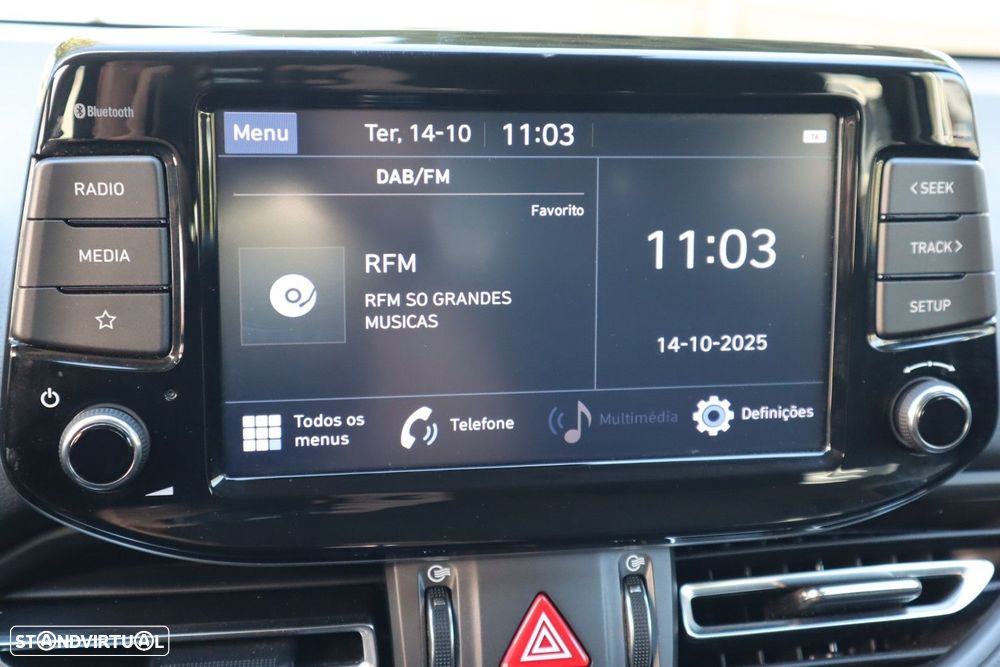 Bluetooth
RADIO
MEDIA
Menu
Ter, 14-10
11:03
TA
DAB/FM
Favorito
RFM
RFM SO GRANDES
MUSICAS
11:03
14-10-2025
Todos os
menus
Telefone
Multimédia
Definições
< SEEK
TRACK >
SETUP
STANDVIRTUAL